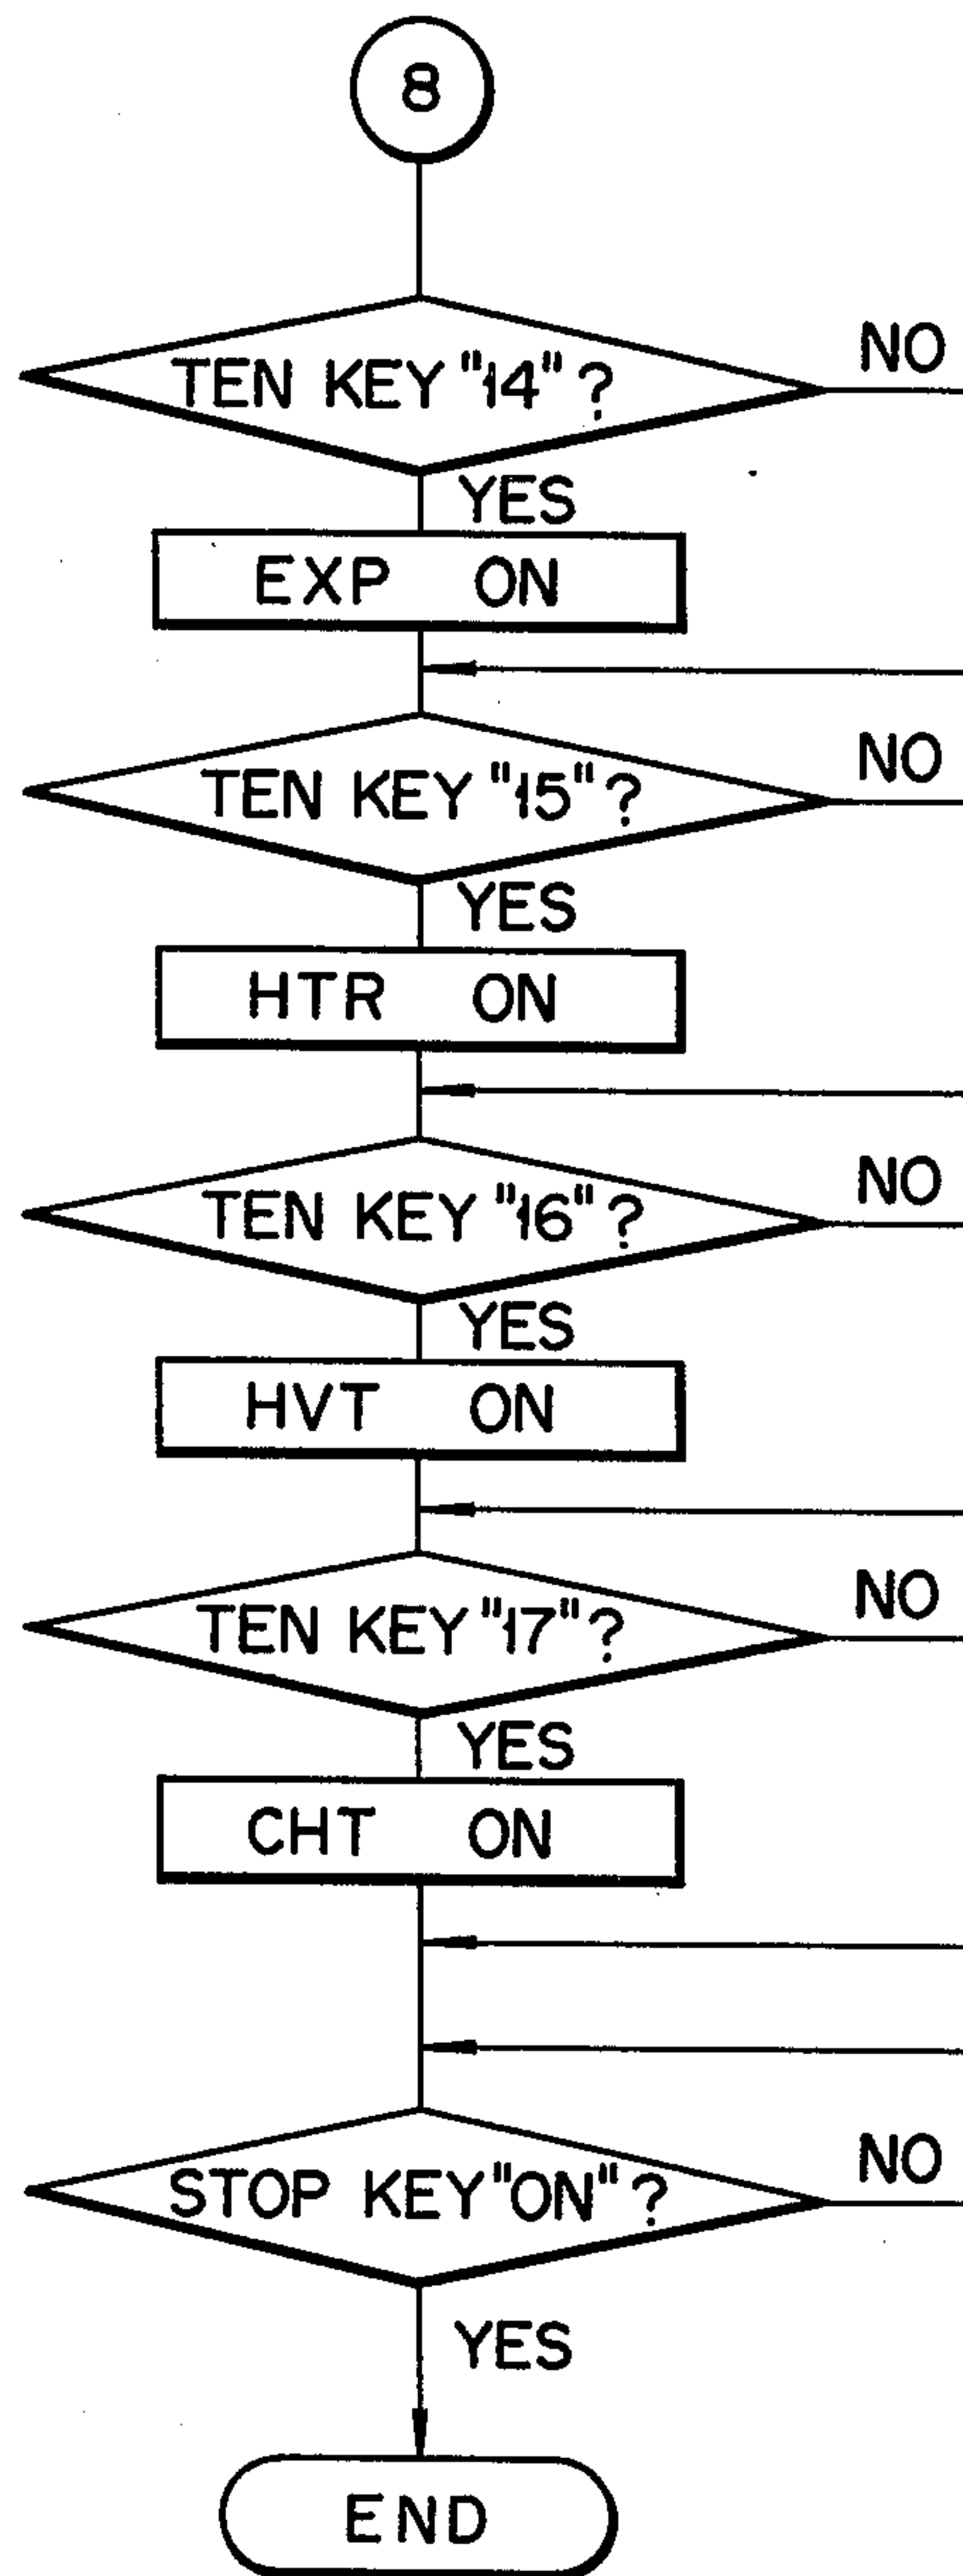 8
TEN KEY "14" ?
NO
YES
EXP ON
TEN KEY "15" ?
NO
YES
HTR ON
TEN KEY "16" ?
NO
YES
HVT ON
TEN KEY "17" ?
NO
YES
CHT ON
STOP KEY "ON" ?
NO
YES
END